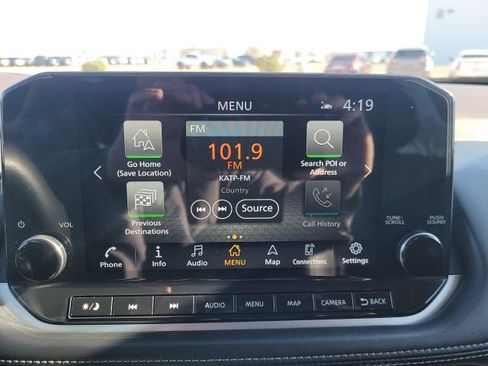 MENU
4:19
Go Home
(Save Location)
FM
101.9
FM
KATP-FM
Country
Source
Search POI or
Address
Previous
Destinations
Call History
VOL
TUNE-
SCROLL
PUSH
SOUND
Phone
Info
Audio
MENU
Map
Connections
Settings
AUDIO
MENU
MAP
CAMERA
BACK